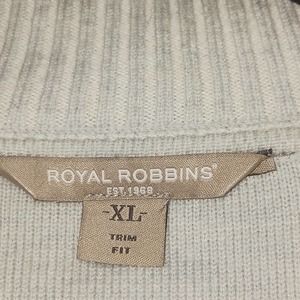 ROYAL ROBBINS®
EST. 1968
-XL-
TRIM
FIT